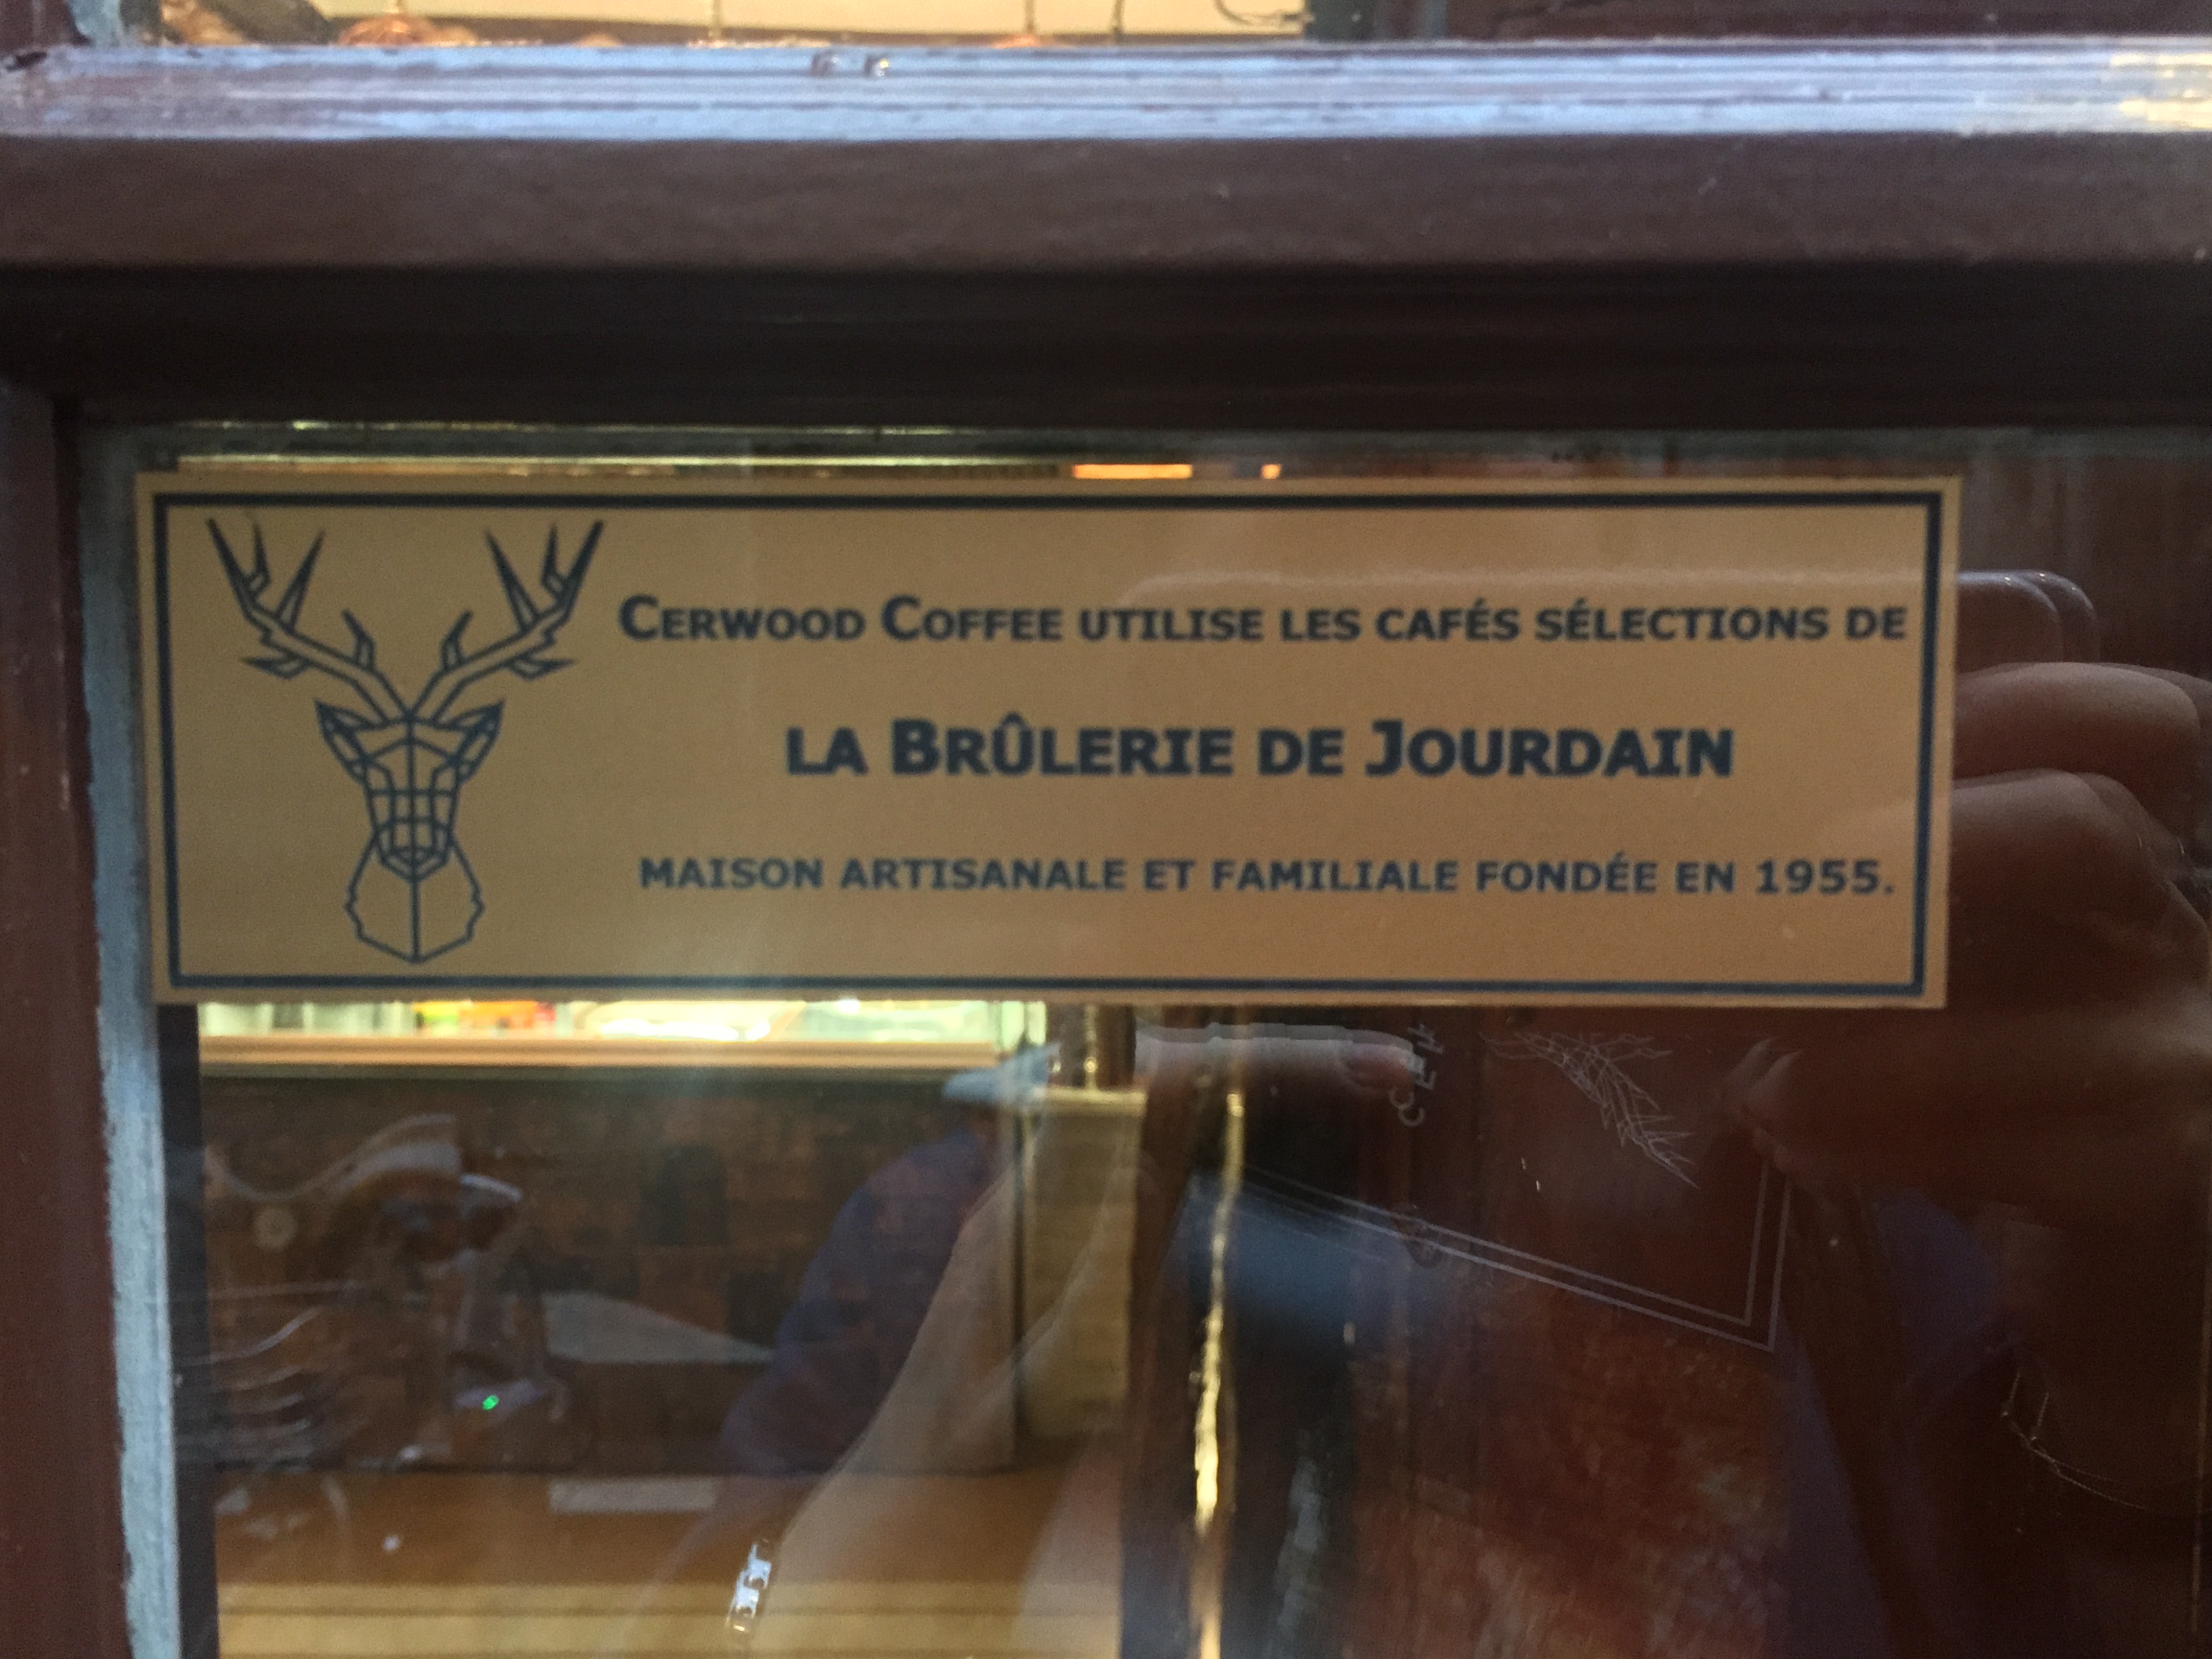 Cerwood Coffee utilise les cafés sélections de
la Brûlerie de Jourdain
maison artisanale et familiale fondée en 1955.